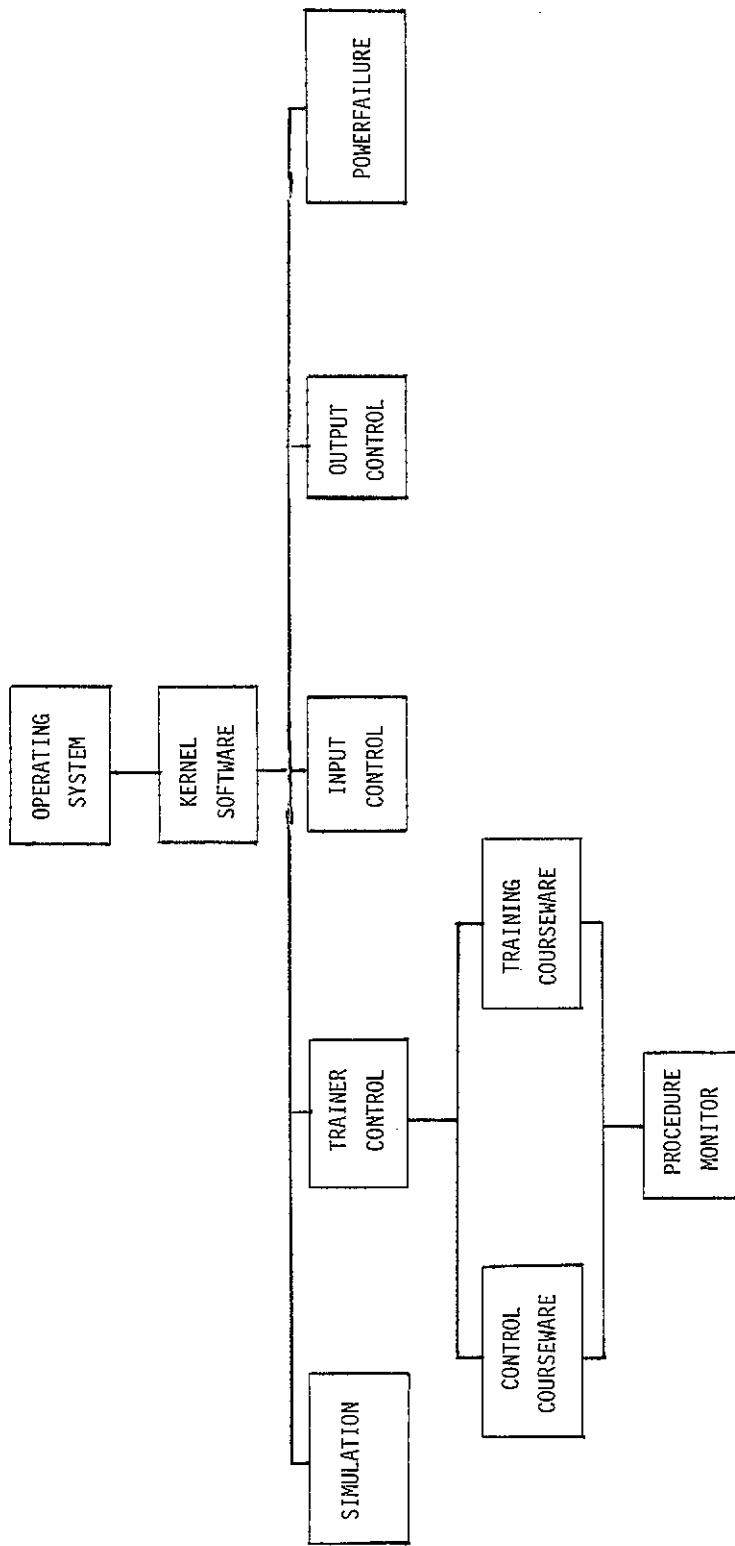 OPERATING
SYSTEM
KERNEL
SOFTWARE
SIMULATION
TRAINER
CONTROL
INPUT
CONTROL
OUTPUT
CONTROL
POWERFAILURE
CONTROL
COURSEWARE
TRAINING
COURSEWARE
PROCEDURE
MONITOR